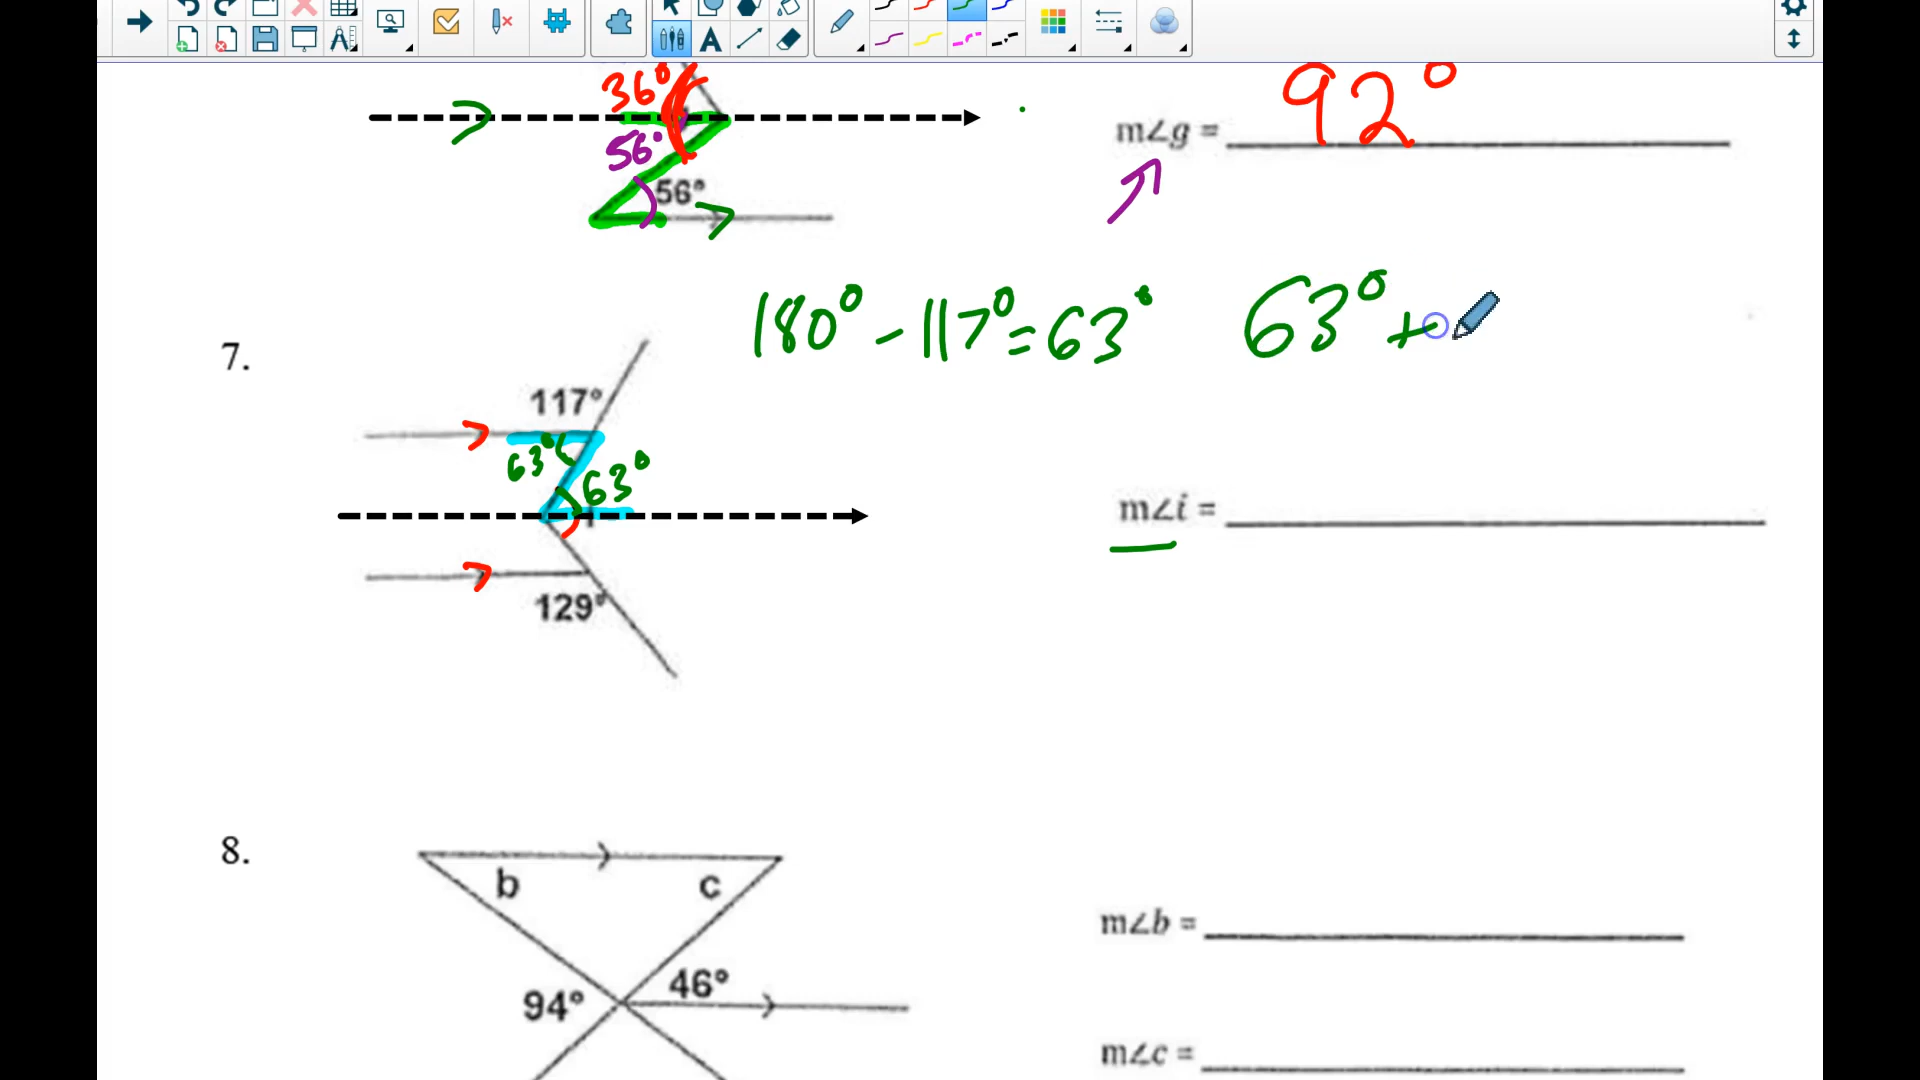 36°
92°
m∠g =
56°
56°
180° - 117° = 63°
63° +
7.
117°
63°
63°
m∠i =
129°
8.
b
c
m∠b =
46°
94°
m∠c =